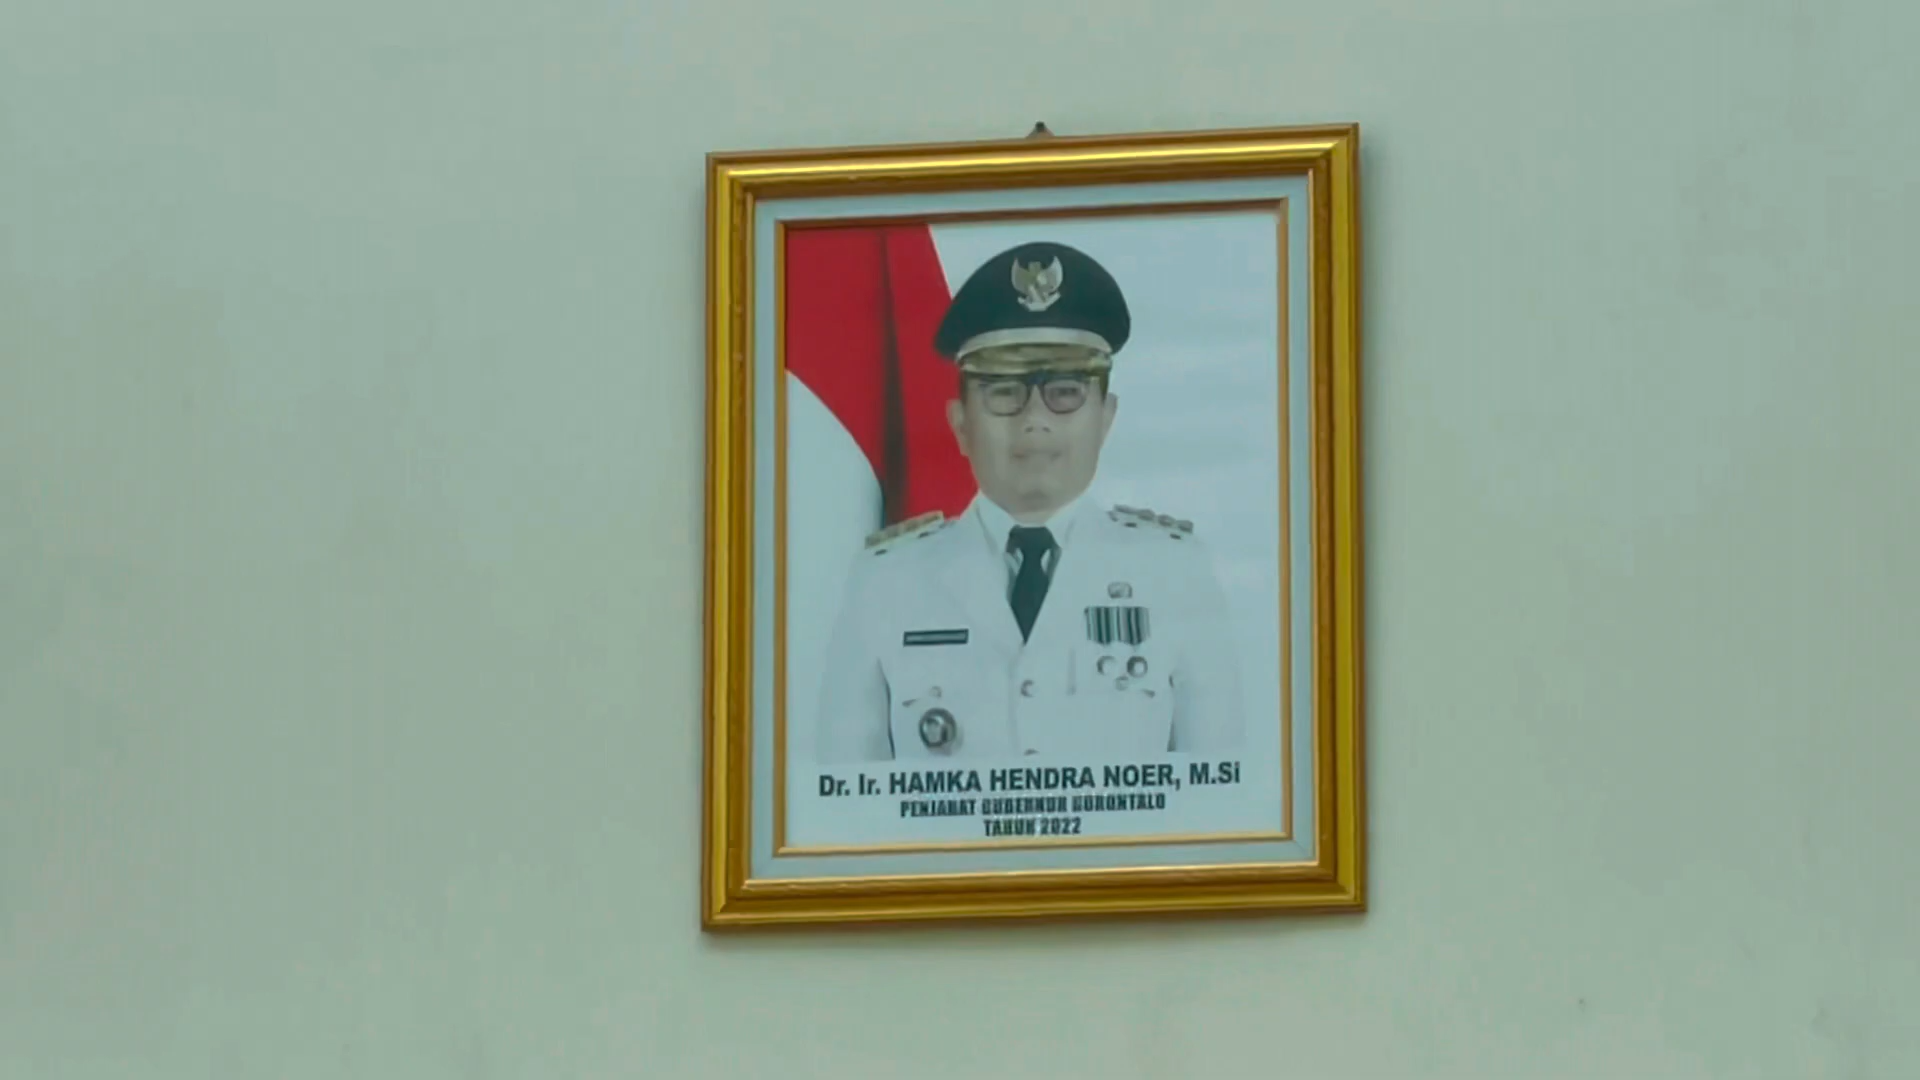 Dr. Ir. HAMKA HENDRA NOER, M.Si
PENJABAT GUBERNUR GORONTALO
TAHUN 2022